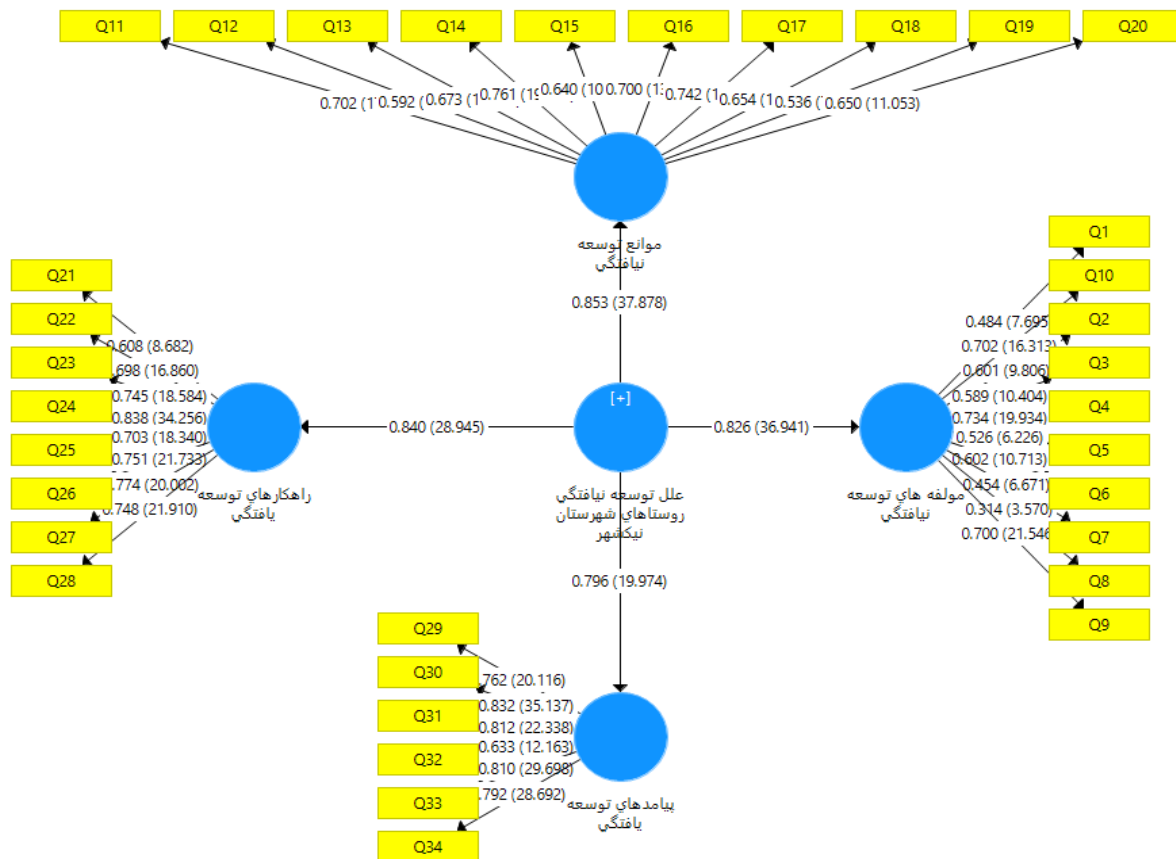 Q11 Q12 Q13 Q14 Q15 Q16 Q17 Q18 Q19 Q20
0.702 0.592 0.673 0.761 0.640 0.700 0.742 0.654 0.536 0.650 (11.053)
موانع توسعه
نيافتگي
0.853 (37.878)
Q21
Q22
Q23
Q24
Q25
Q26
Q27
Q28
0.608 (8.682)
0.698 (16.860)
0.745 (18.584)
0.838 (34.256)
0.703 (18.340)
0.751 (21.733)
0.774 (20.002)
0.748 (21.910)
راهكارهاي توسعه
يافتگي
0.840 (28.945)
[+]
علل توسعه نيافتگي
روستاهاي شهرستان
نيكشهر
0.826 (36.941)
مولفه هاي توسعه
نيافتگي
0.484 (7.695)
0.702 (16.313)
0.601 (9.806)
0.589 (10.404)
0.734 (19.934)
0.526 (6.226)
0.602 (10.713)
0.454 (6.671)
0.314 (3.570)
0.700 (21.546)
Q1
Q10
Q2
Q3
Q4
Q5
Q6
Q7
Q8
Q9
0.796 (19.974)
Q29
Q30
Q31
Q32
Q33
Q34
.762 (20.116)
0.832 (35.137)
0.812 (22.338)
0.633 (12.163)
0.810 (29.698)
.792 (28.692)
پيامدهاي توسعه
يافتگي